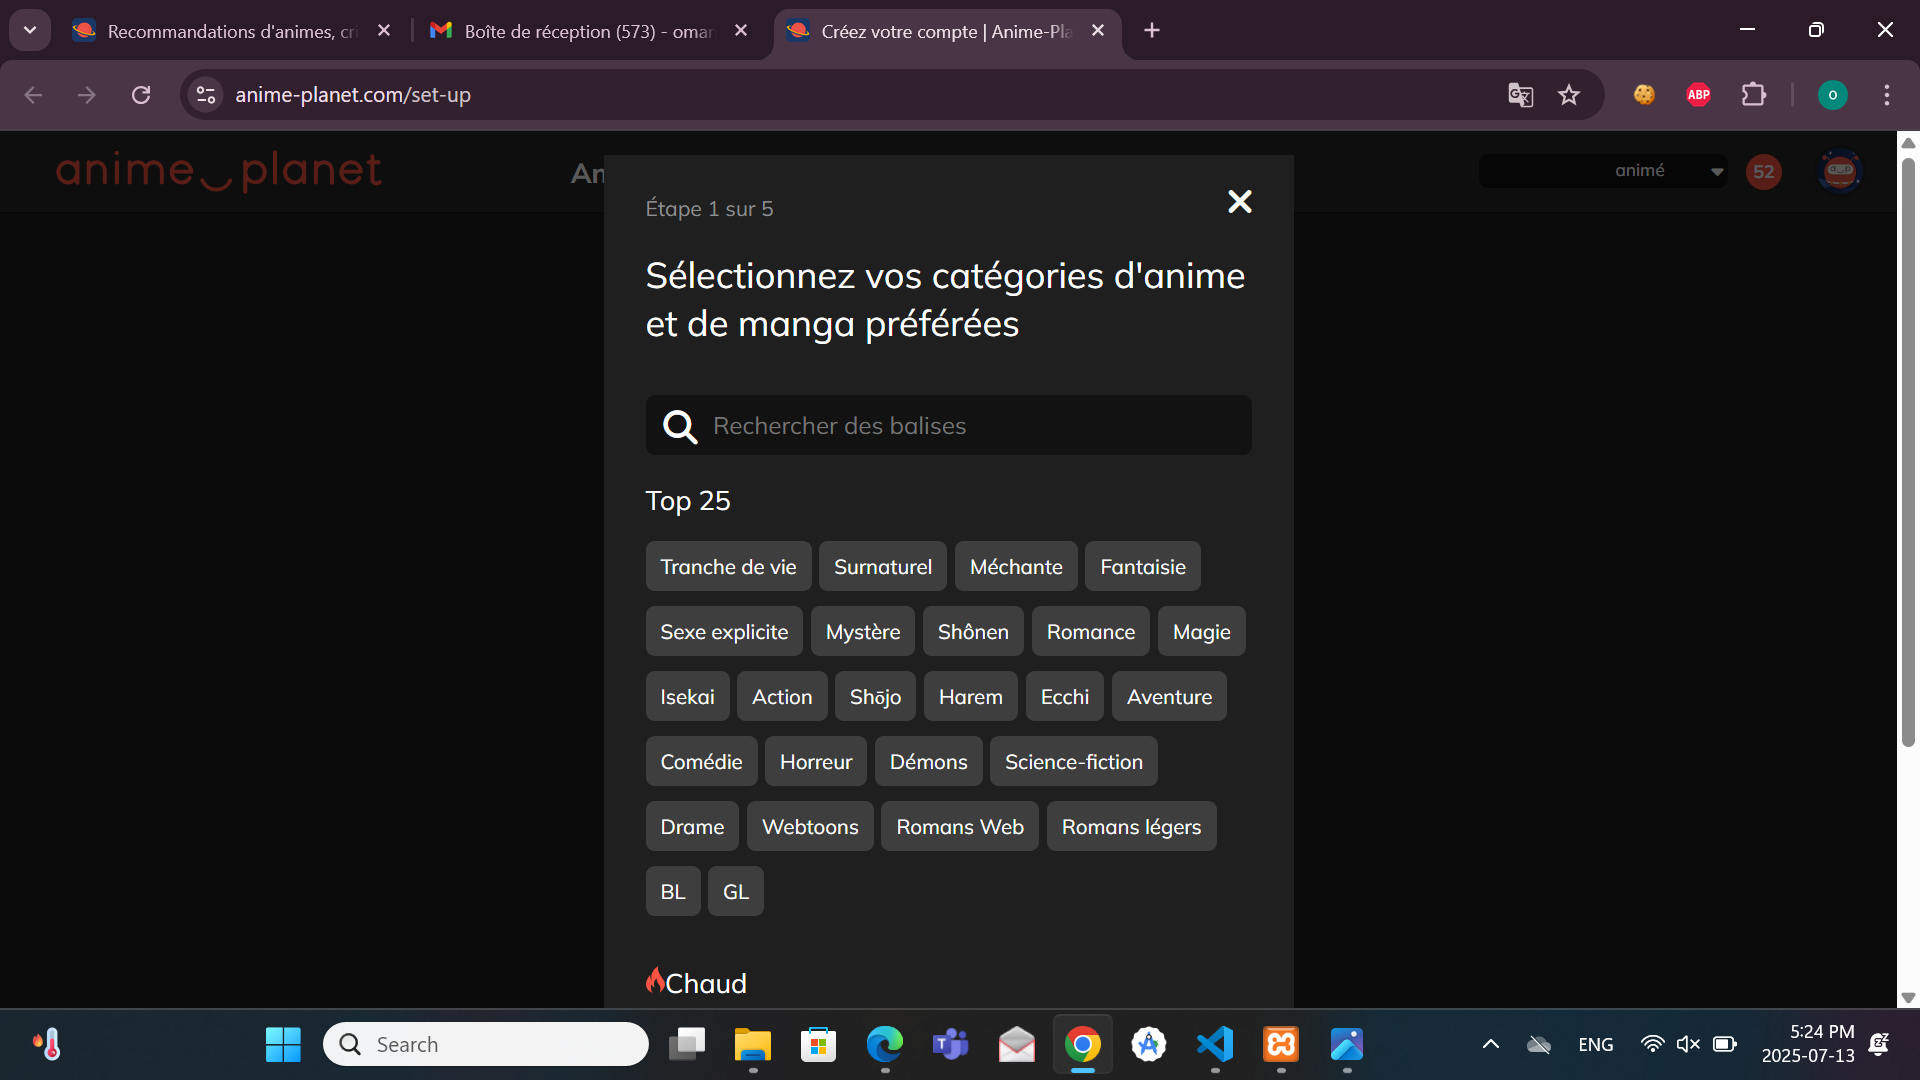 Recommandations d'animes, cri
Boîte de réception (573) - omar
Créez votre compte | Anime-Pla
anime-planet.com/set-up
ABP
o
anime planet
An
animé
52
Étape 1 sur 5
Sélectionnez vos catégories d'anime
et de manga préférées
Rechercher des balises
Top 25
Tranche de vie Surnaturel Méchante Fantaisie
Sexe explicite Mystère Shônen Romance Magie
Isekai Action Shōjo Harem Ecchi Aventure
Comédie Horreur Démons Science-fiction
Drame Webtoons Romans Web Romans légers
BL GL
Chaud
Search
ENG
5:24 PM
2025-07-13